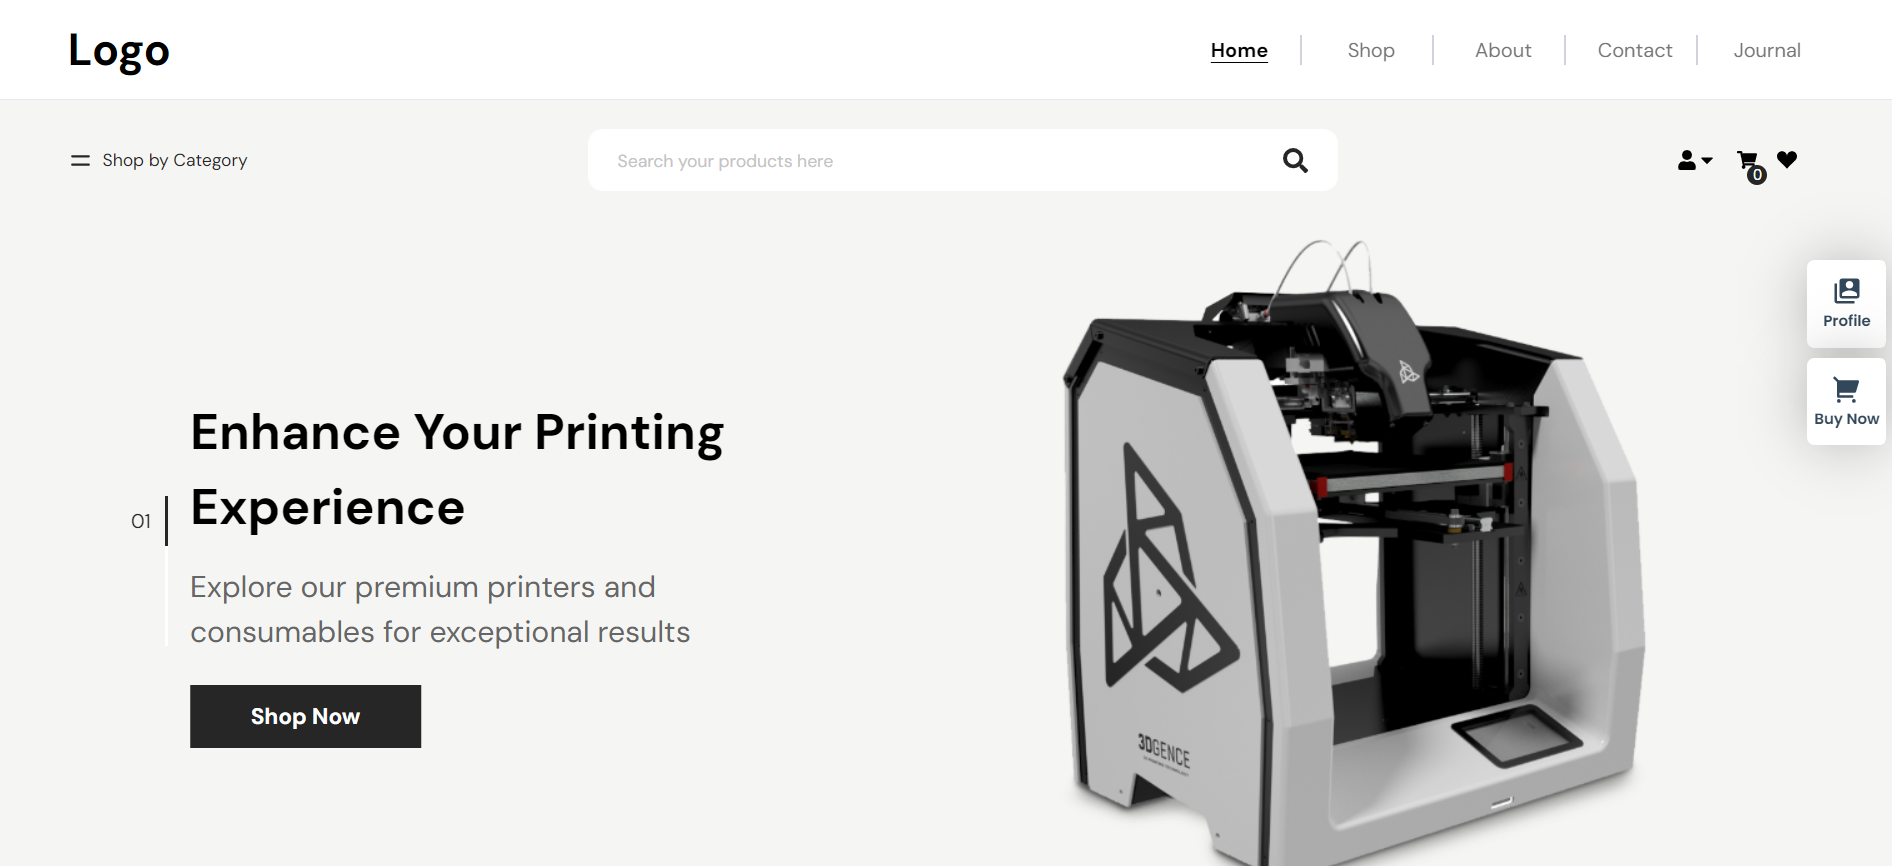 Logo
Home
Shop
About
Contact
Journal
Shop by Category
Search your products here
0
Profile
Buy Now
Enhance Your Printing
Experience
01
Explore our premium printers and
consumables for exceptional results
Shop Now
3DGENCE